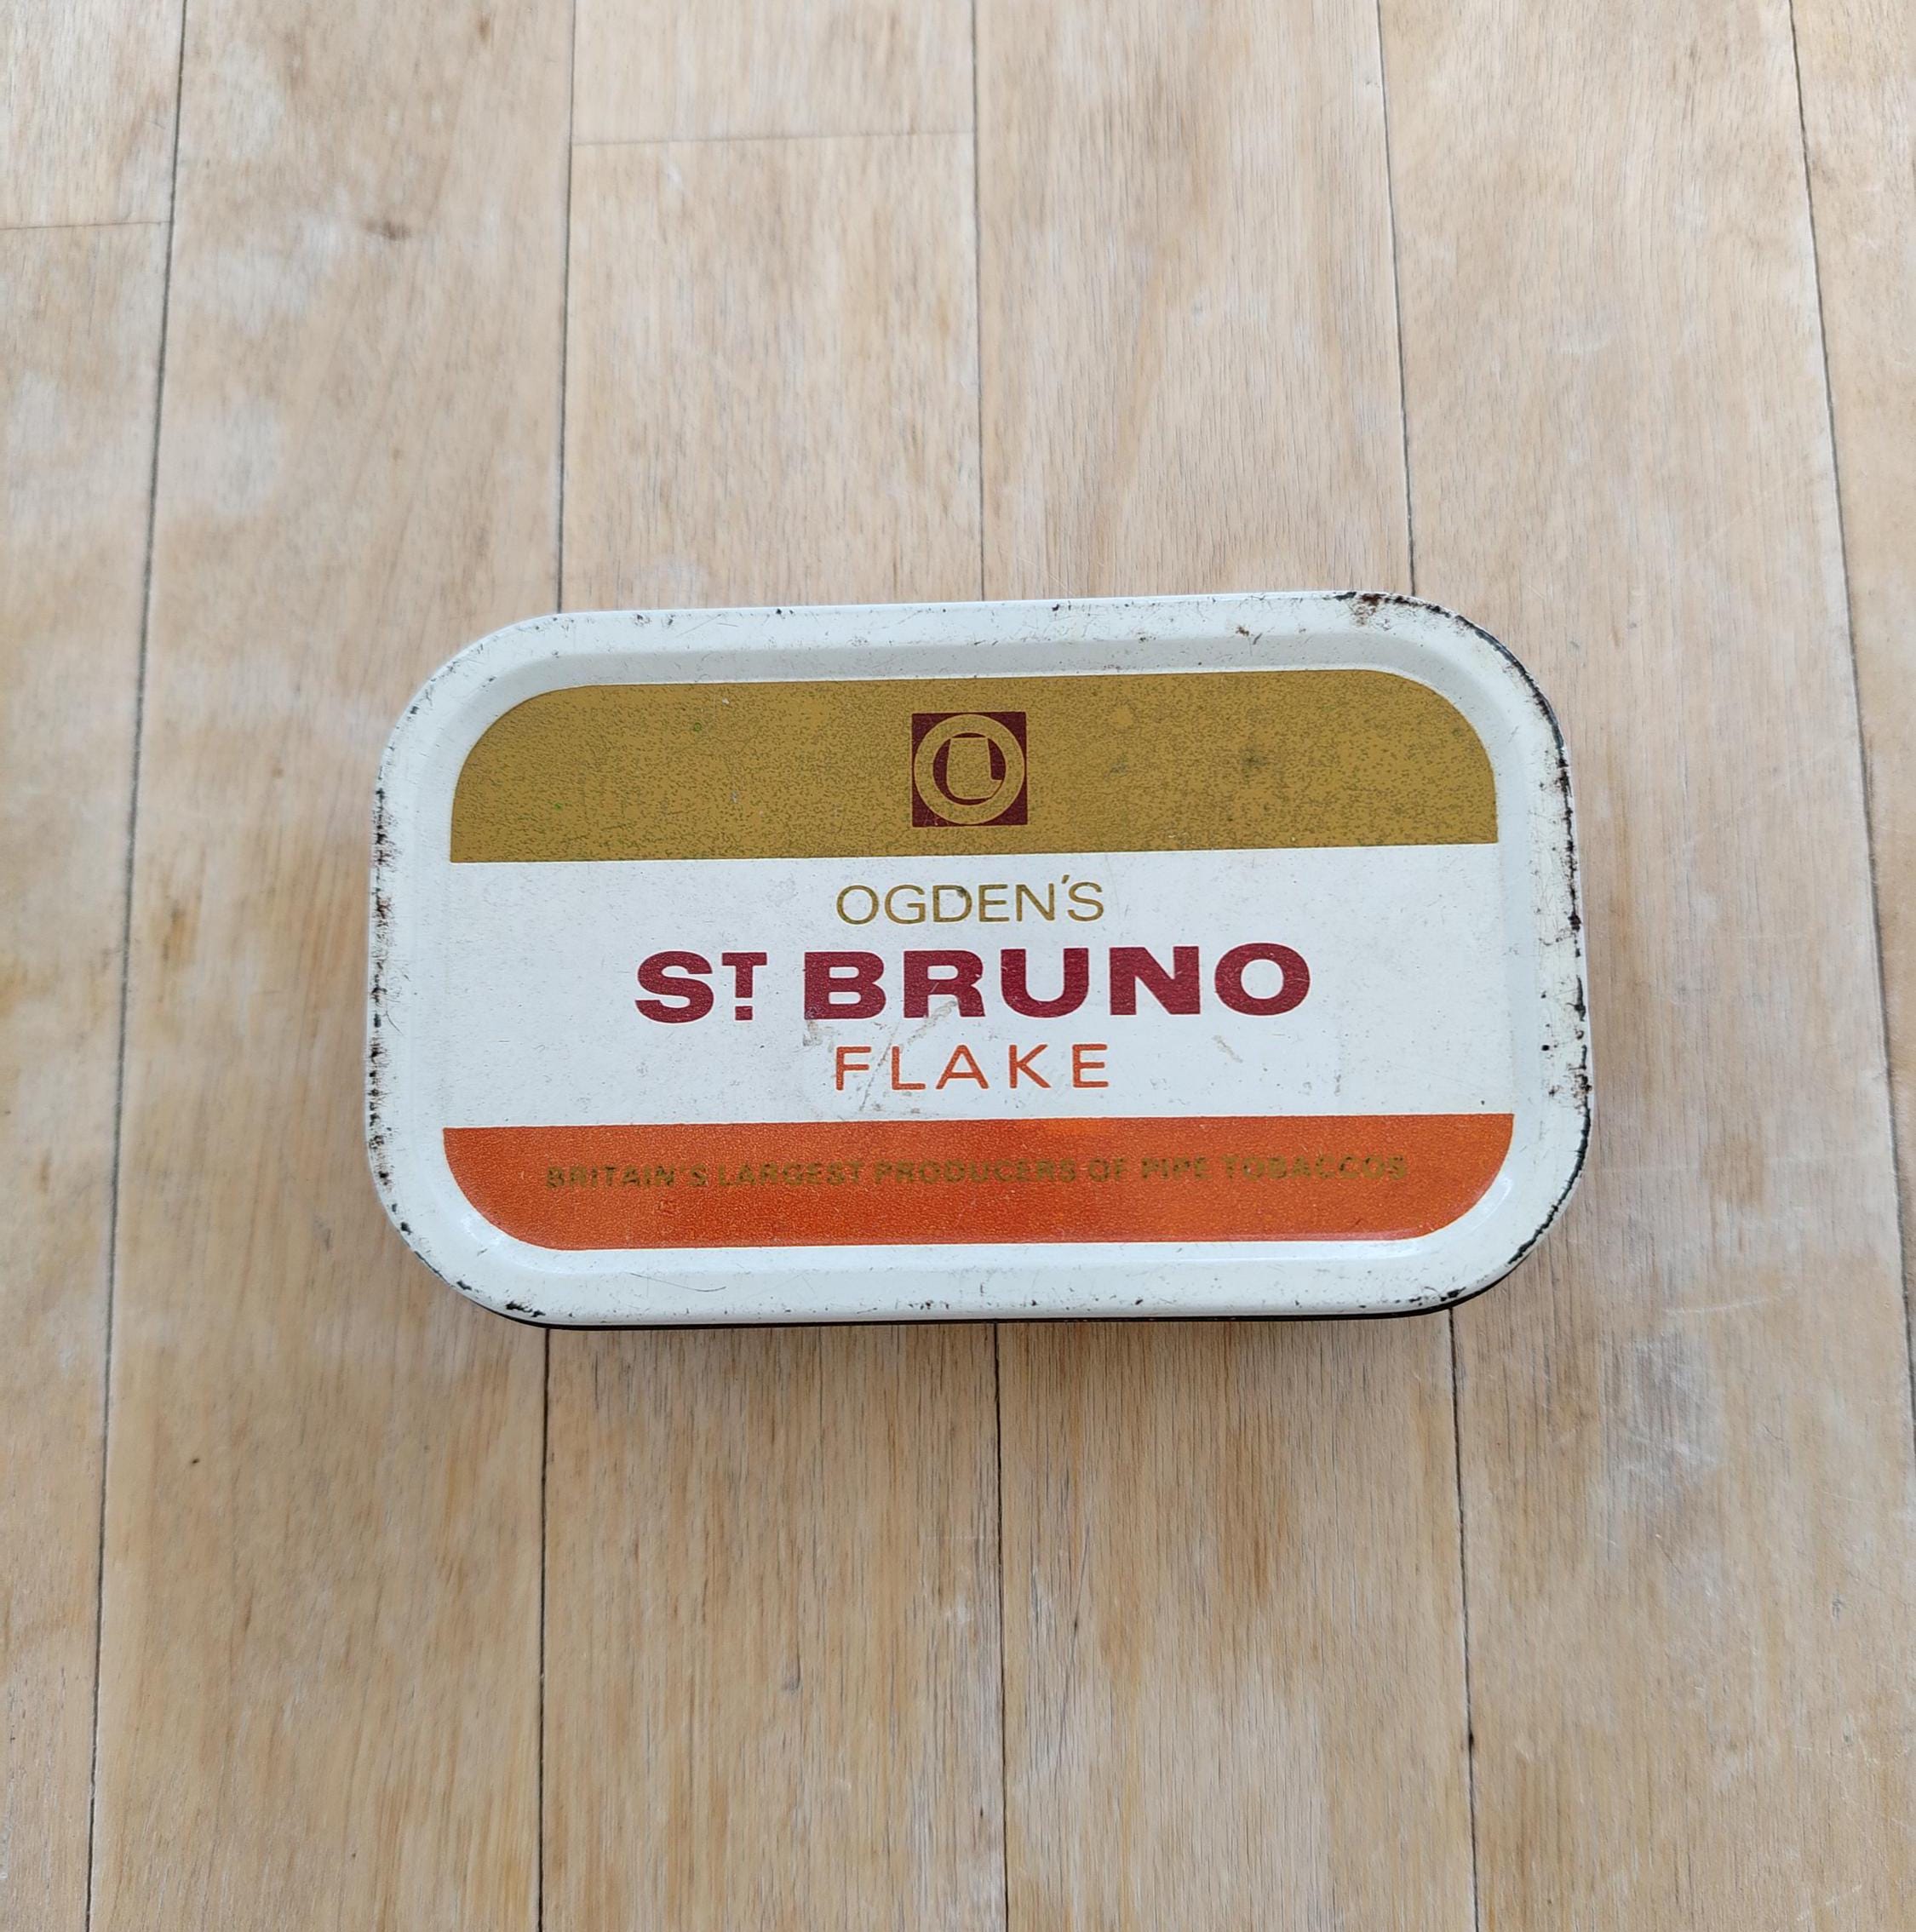 OGDEN'S
ST BRUNO
FLAKE
BRITAIN'S LARGEST PRODUCERS OF PIPE TOBACCOS